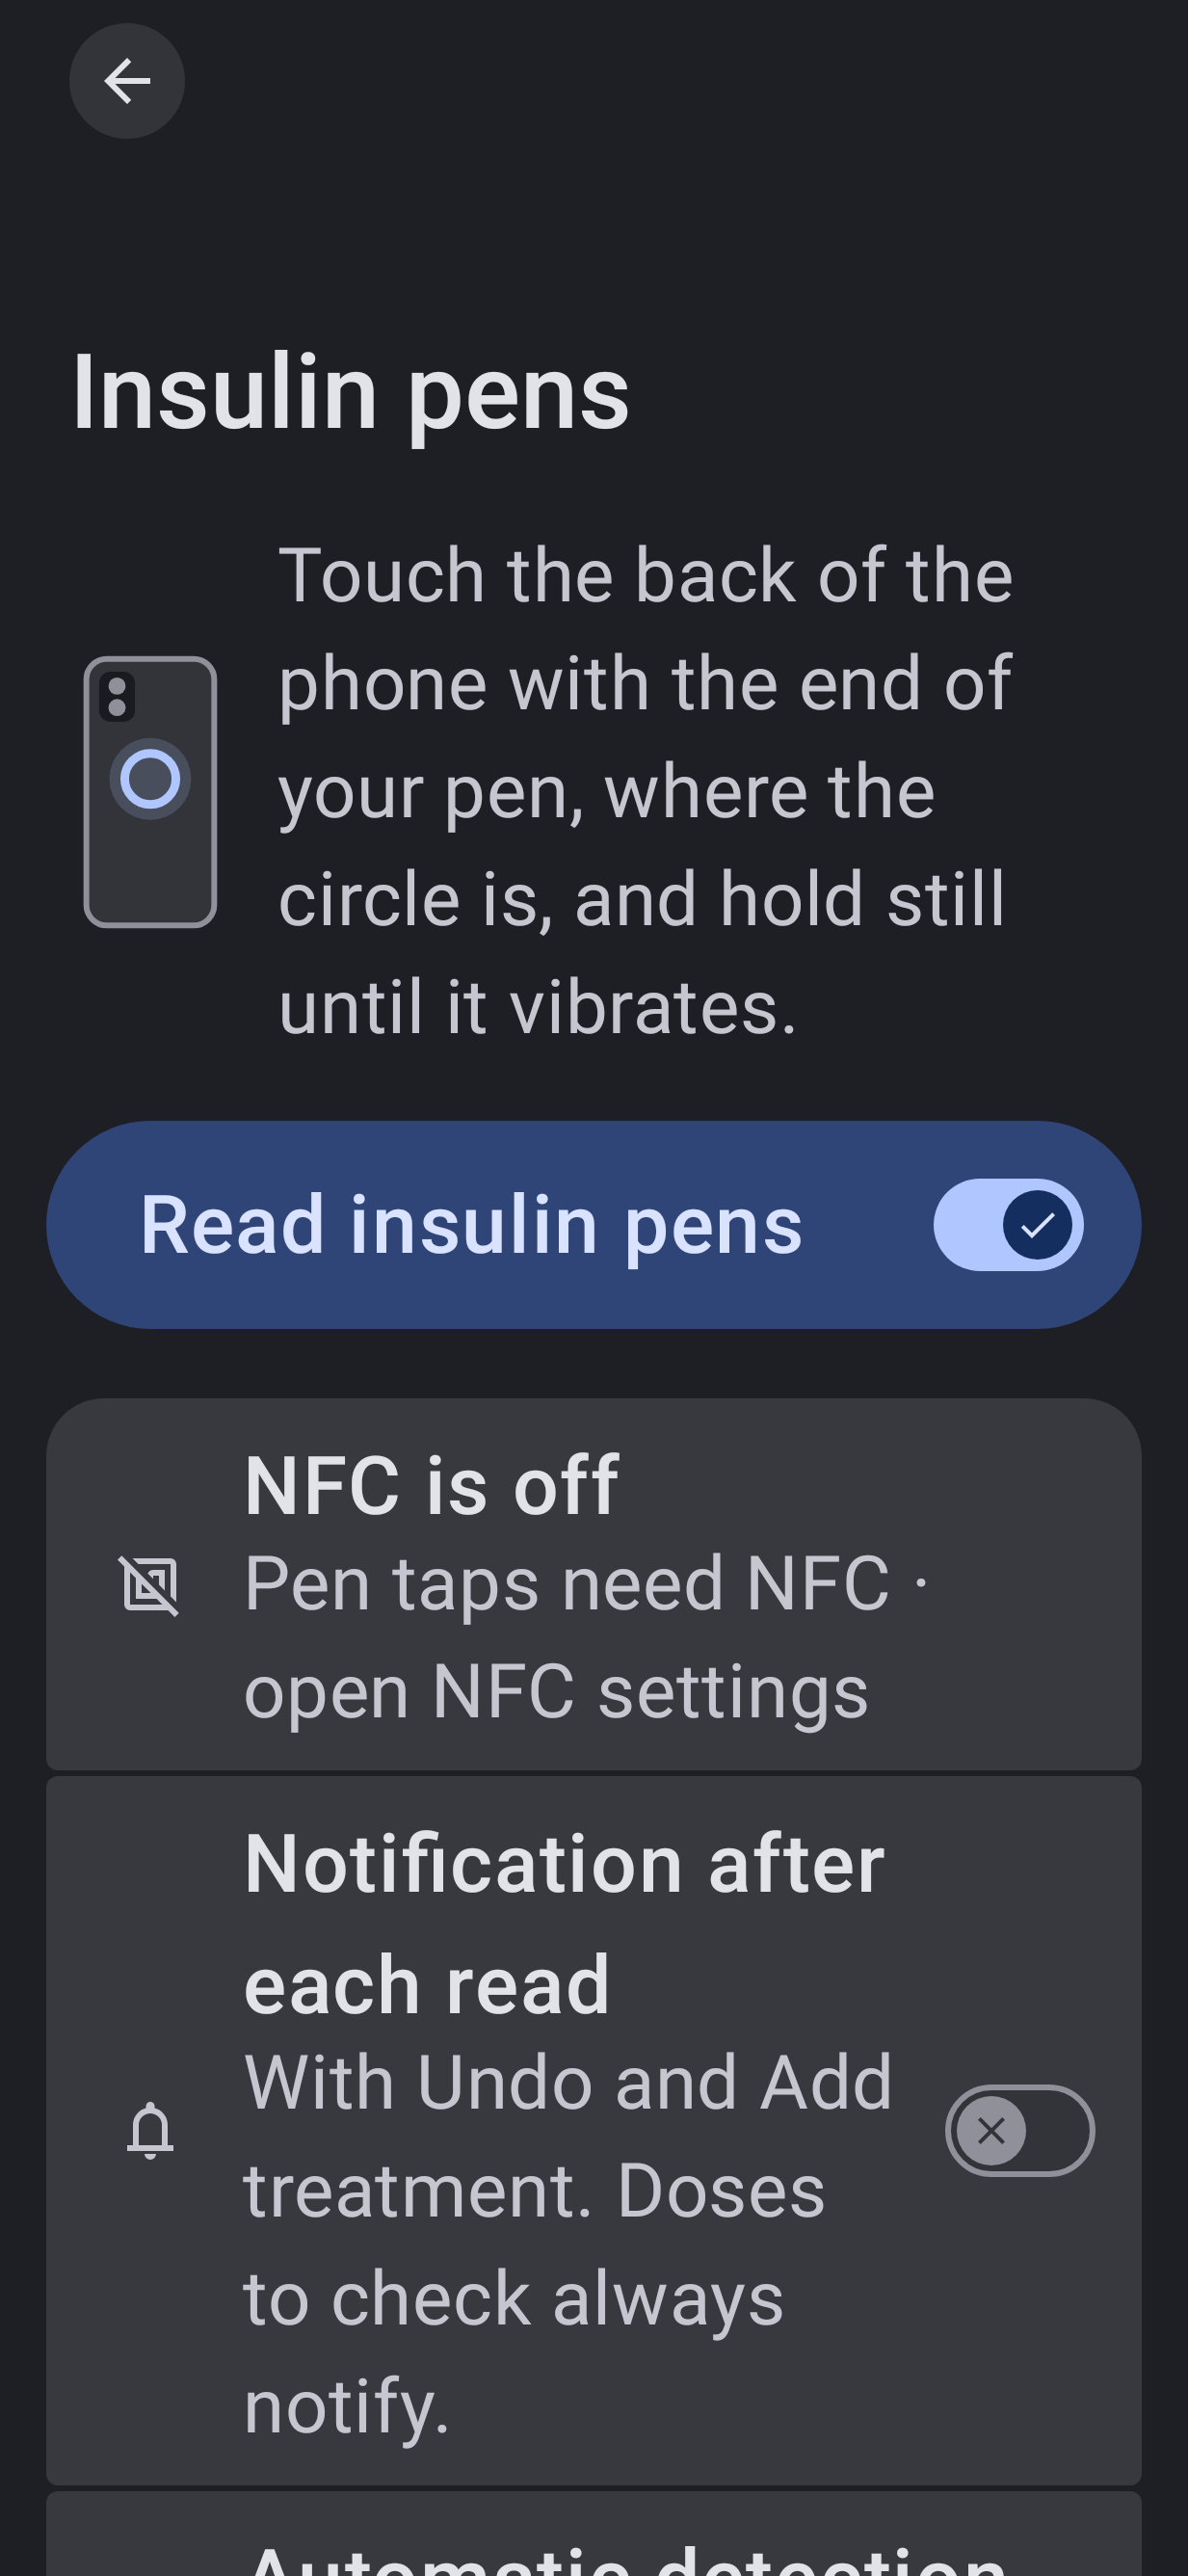 Insulin pens
Touch the back of the
phone with the end of
your pen, where the
circle is, and hold still
until it vibrates.
Read insulin pens
NFC is off
Pen taps need NFC ·
open NFC settings
Notification after
each read
With Undo and Add
treatment. Doses
to check always
notify.
Automatic detection